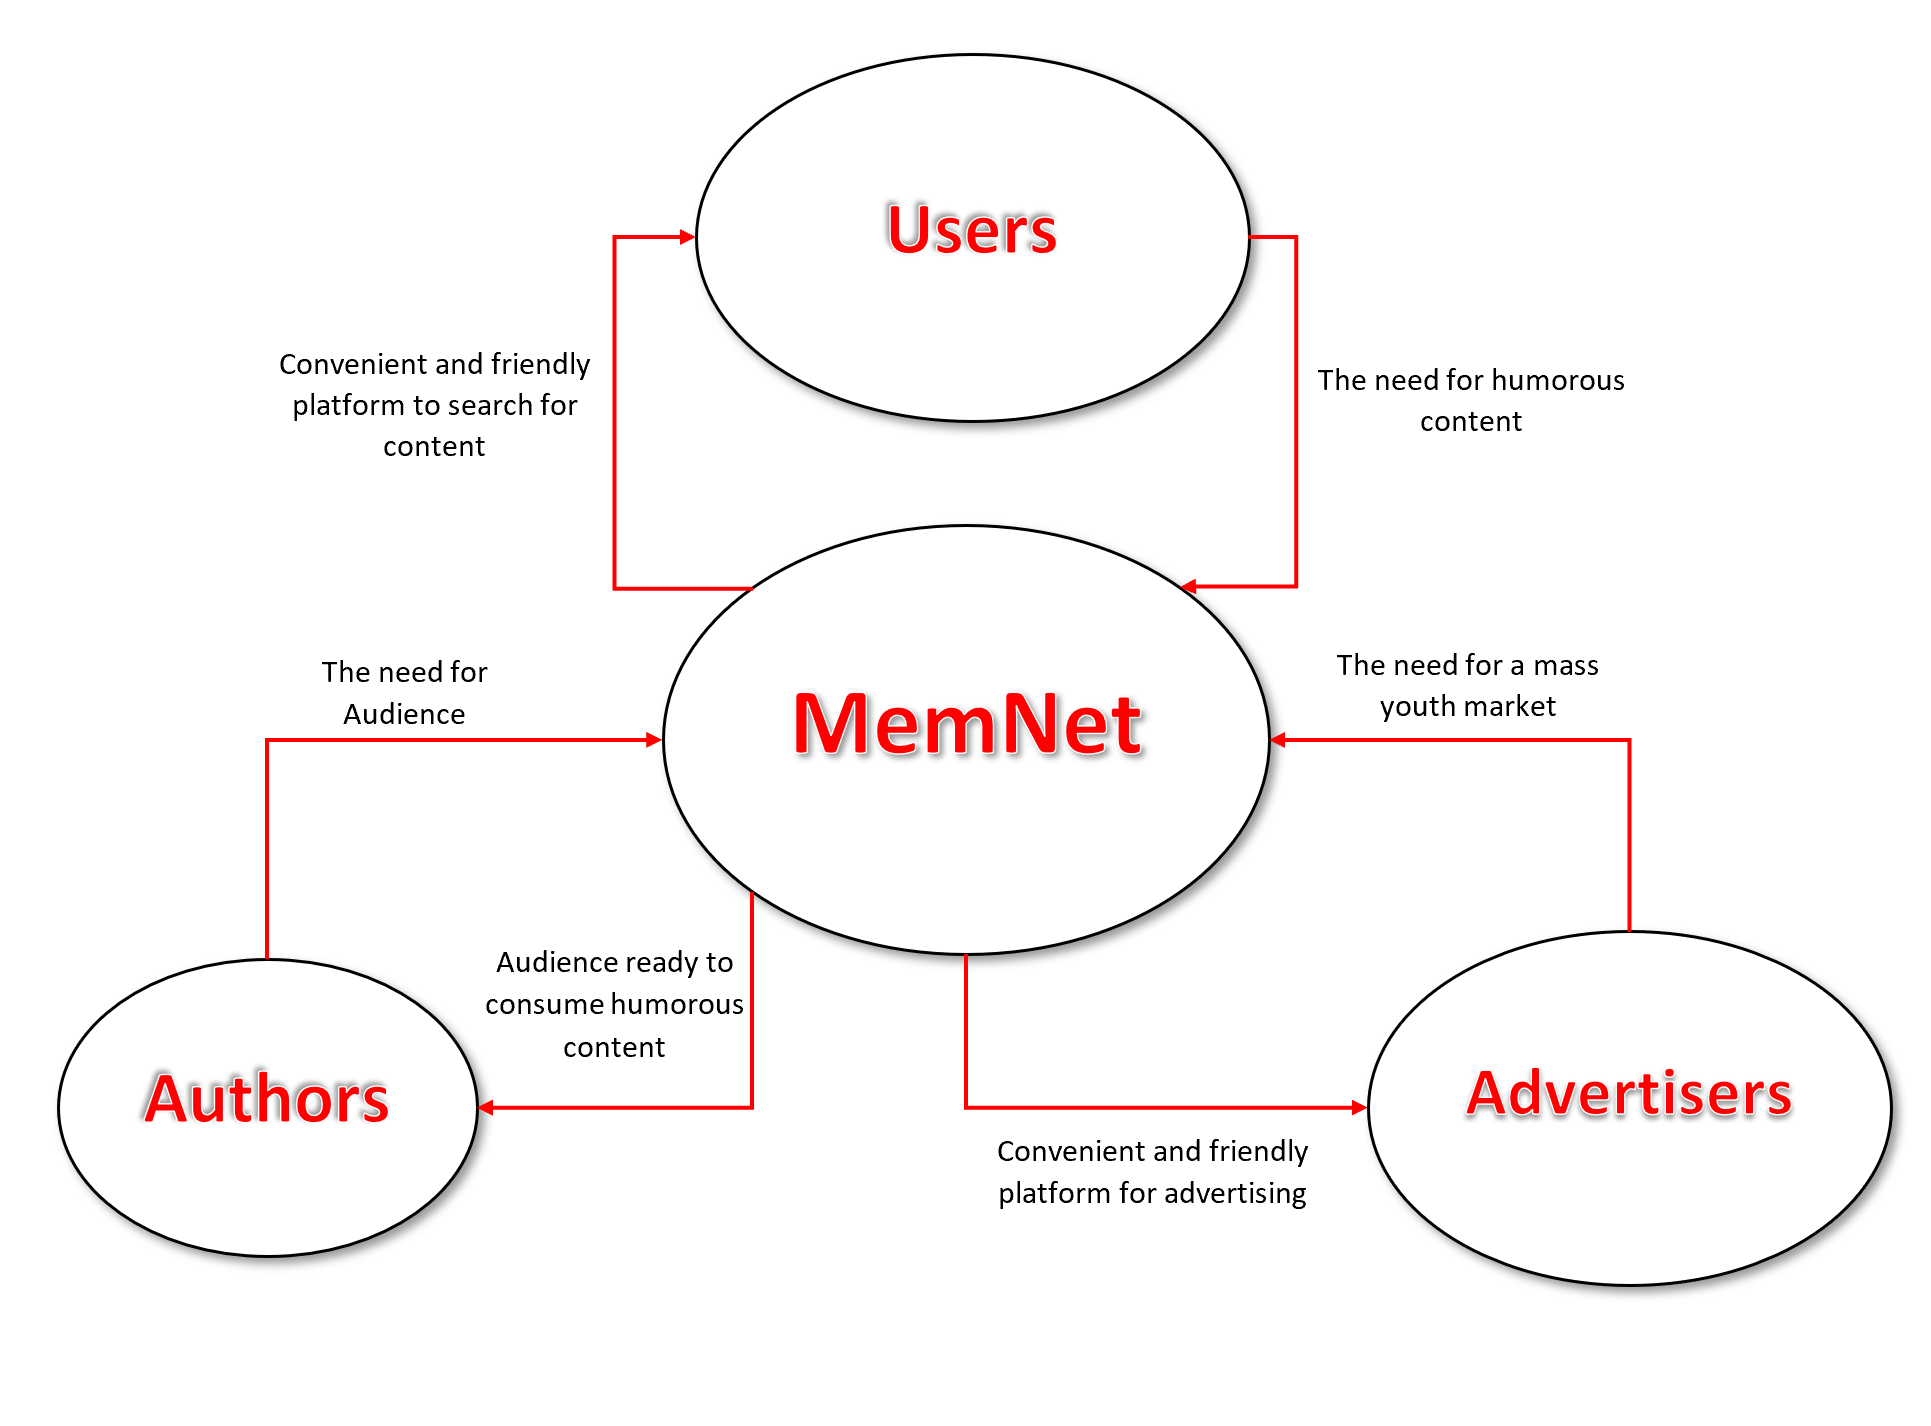 Users
Convenient and friendly
platform to search for
content
The need for humorous
content
The need for
Audience
MemNet
The need for a mass
youth market
Audience ready to
consume humorous
content
Authors
Advertisers
Convenient and friendly
platform for advertising